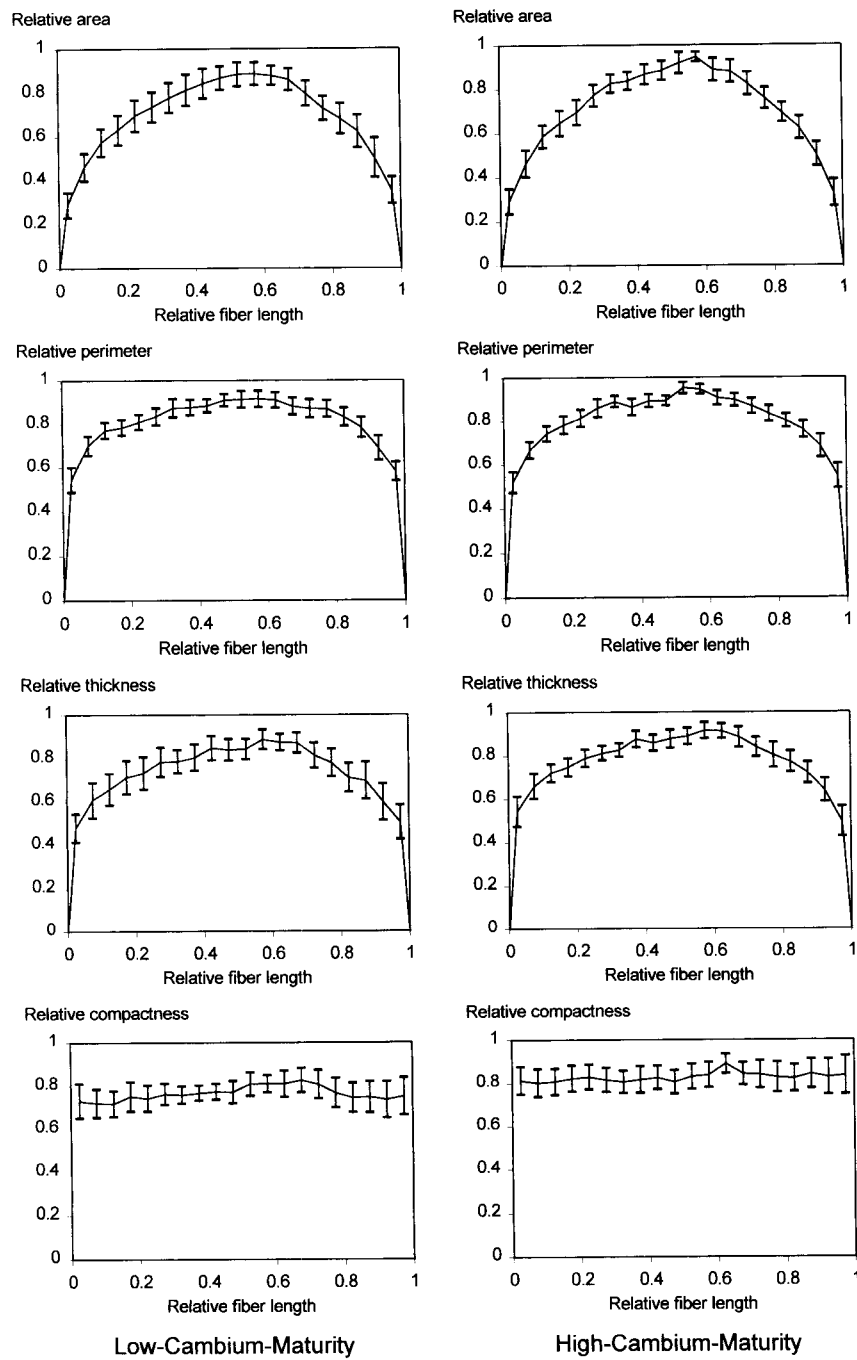 Relative area
1
0.8
0.6
0.4
0.2
0
0 0.2 0.4 0.6 0.8 1
Relative fiber length
Relative area
1
0.8
0.6
0.4
0.2
0
0 0.2 0.4 0.6 0.8 1
Relative fiber length
Relative perimeter
1
0.8
0.6
0.4
0.2
0
0 0.2 0.4 0.6 0.8 1
Relative fiber length
Relative perimeter
1
0.8
0.6
0.4
0.2
0
0 0.2 0.4 0.6 0.8 1
Relative fiber length
Relative thickness
1
0.8
0.6
0.4
0.2
0
0 0.2 0.4 0.6 0.8 1
Relative fiber length
Relative thickness
1
0.8
0.6
0.4
0.2
0
0 0.2 0.4 0.6 0.8 1
Relative fiber length
Relative compactness
1
0.8
0.6
0.4
0.2
0
0 0.2 0.4 0.6 0.8 1
Relative fiber length
Relative compactness
1
0.8
0.6
0.4
0.2
0
0 0.2 0.4 0.6 0.8 1
Relative fiber length
Low-Cambium-Maturity
High-Cambium-Maturity